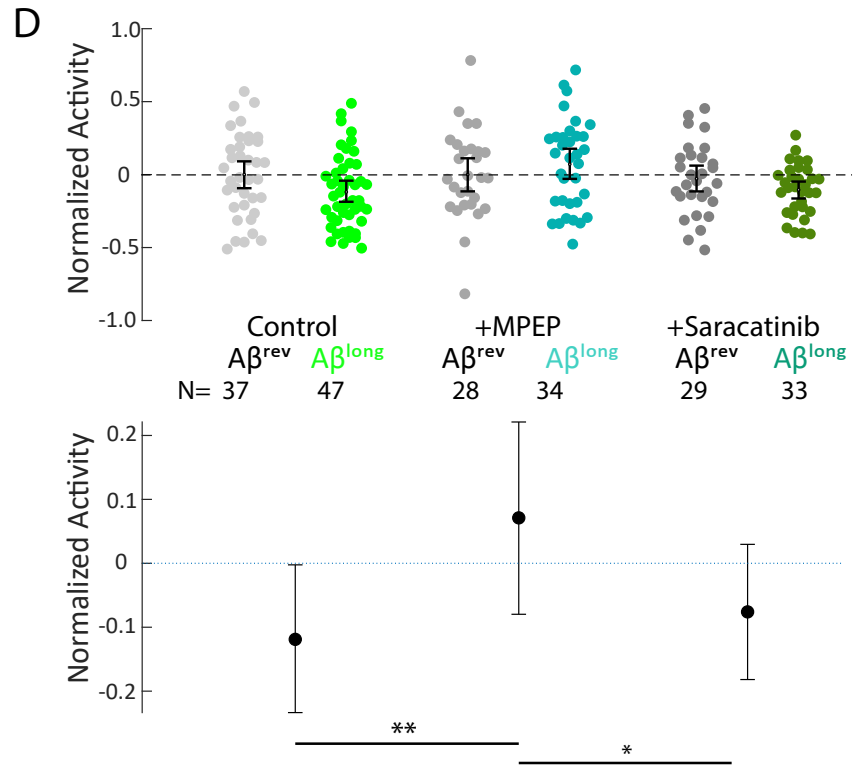 D
Normalized Activity
1.0
0.5
0
-0.5
-1.0
Control +MPEP +Saracatinib
Aβrev Aβlong Aβrev Aβlong Aβrev Aβlong
N= 37 47 28 34 29 33
Normalized Activity
0.2
0.1
0
-0.1
-0.2
**
*